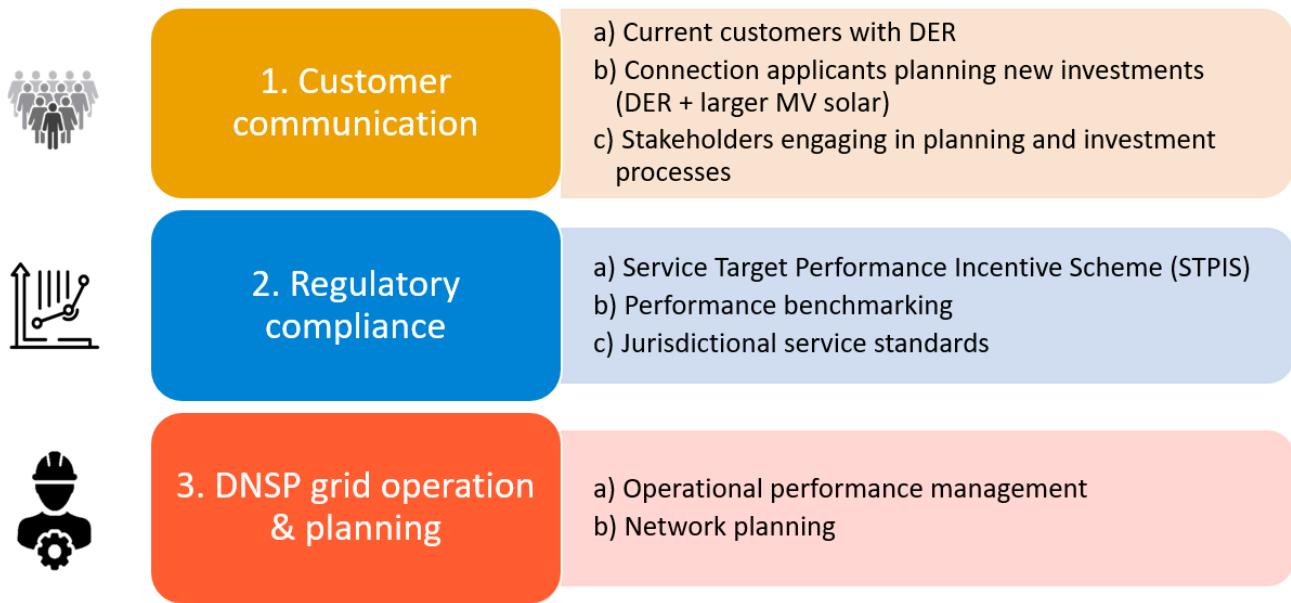 1. Customer
communication
a) Current customers with DER
b) Connection applicants planning new investments
(DER + larger MV solar)
c) Stakeholders engaging in planning and investment
processes
2. Regulatory
compliance
a) Service Target Performance Incentive Scheme (STPIS)
b) Performance benchmarking
c) Jurisdictional service standards
3. DNSP grid operation
& planning
a) Operational performance management
b) Network planning